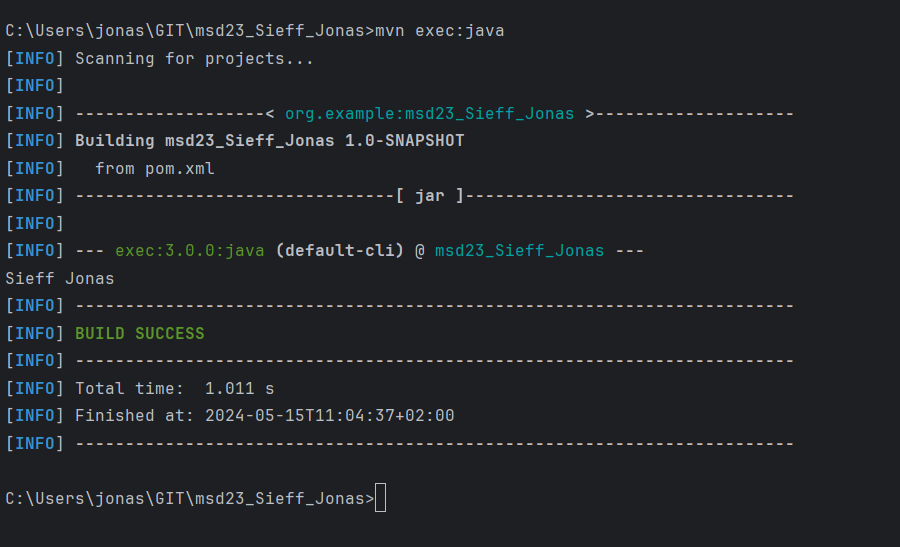 C:\Users\jonas\GIT\msd23_Sieff_Jonas>mvn exec:java
[INFO] Scanning for projects...
[INFO]
[INFO] -------------------< org.example:msd23_Sieff_Jonas >--------------------
[INFO] Building msd23_Sieff_Jonas 1.0-SNAPSHOT
[INFO]   from pom.xml
[INFO] --------------------------------[ jar ]---------------------------------
[INFO]
[INFO] --- exec:3.0.0:java (default-cli) @ msd23_Sieff_Jonas ---
Sieff Jonas
[INFO] ------------------------------------------------------------------------
[INFO] BUILD SUCCESS
[INFO] ------------------------------------------------------------------------
[INFO] Total time:  1.011 s
[INFO] Finished at: 2024-05-15T11:04:37+02:00
[INFO] ------------------------------------------------------------------------
C:\Users\jonas\GIT\msd23_Sieff_Jonas>